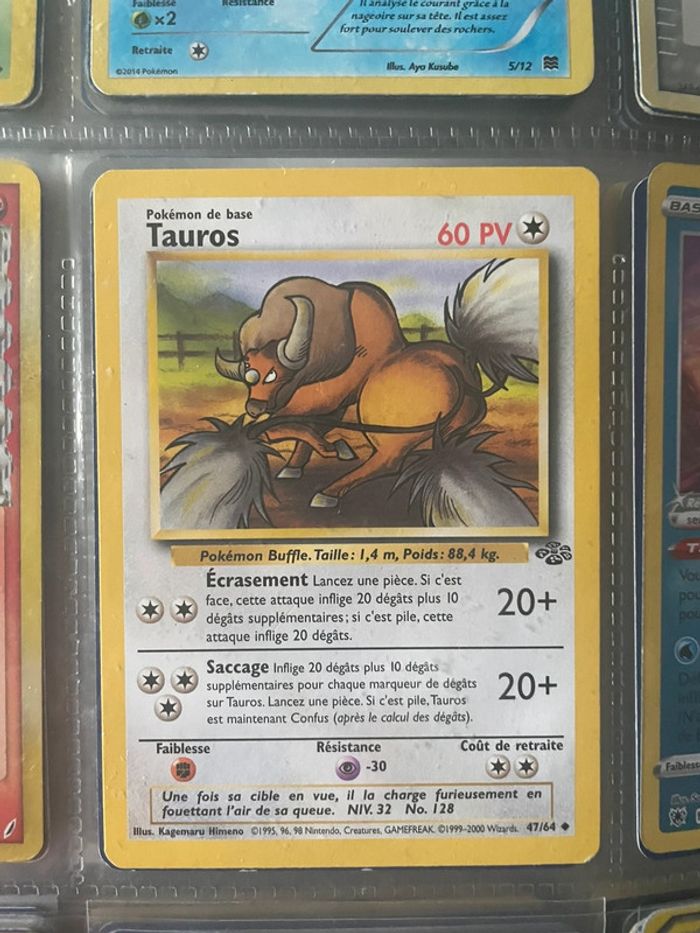 Faiblesse Résistance
×2
Il analyse le courant grâce à la
nageoire sur sa tête. Il est assez
fort pour soulever des rochers.
Retraite
©2014 Pokémon
Illus. Ayo Kusube 5/12
Pokémon de base
Tauros 60 PV
Pokémon Buffle. Taille : 1,4 m, Poids : 88,4 kg.
Écrasement Lancez une pièce. Si c'est
face, cette attaque inflige 20 dégâts plus 10
dégâts supplémentaires ; si c'est pile, cette
attaque inflige 20 dégâts.
20+
Saccage Inflige 20 dégâts plus 10 dégâts
supplémentaires pour chaque marqueur de dégâts
sur Tauros. Lancez une pièce. Si c'est pile, Tauros
est maintenant Confus (après le calcul des dégâts).
20+
Faiblesse Résistance Coût de retraite
-30
Une fois sa cible en vue, il la charge furieusement en
fouettant l'air de sa queue. NIV. 32 No. 128
Illus. Kagemaru Himeno ©1995, 96, 98 Nintendo, Creatures, GAMEFREAK. ©1999-2000 Wizards. 47/64
BAS
Vou
pou
Faibless